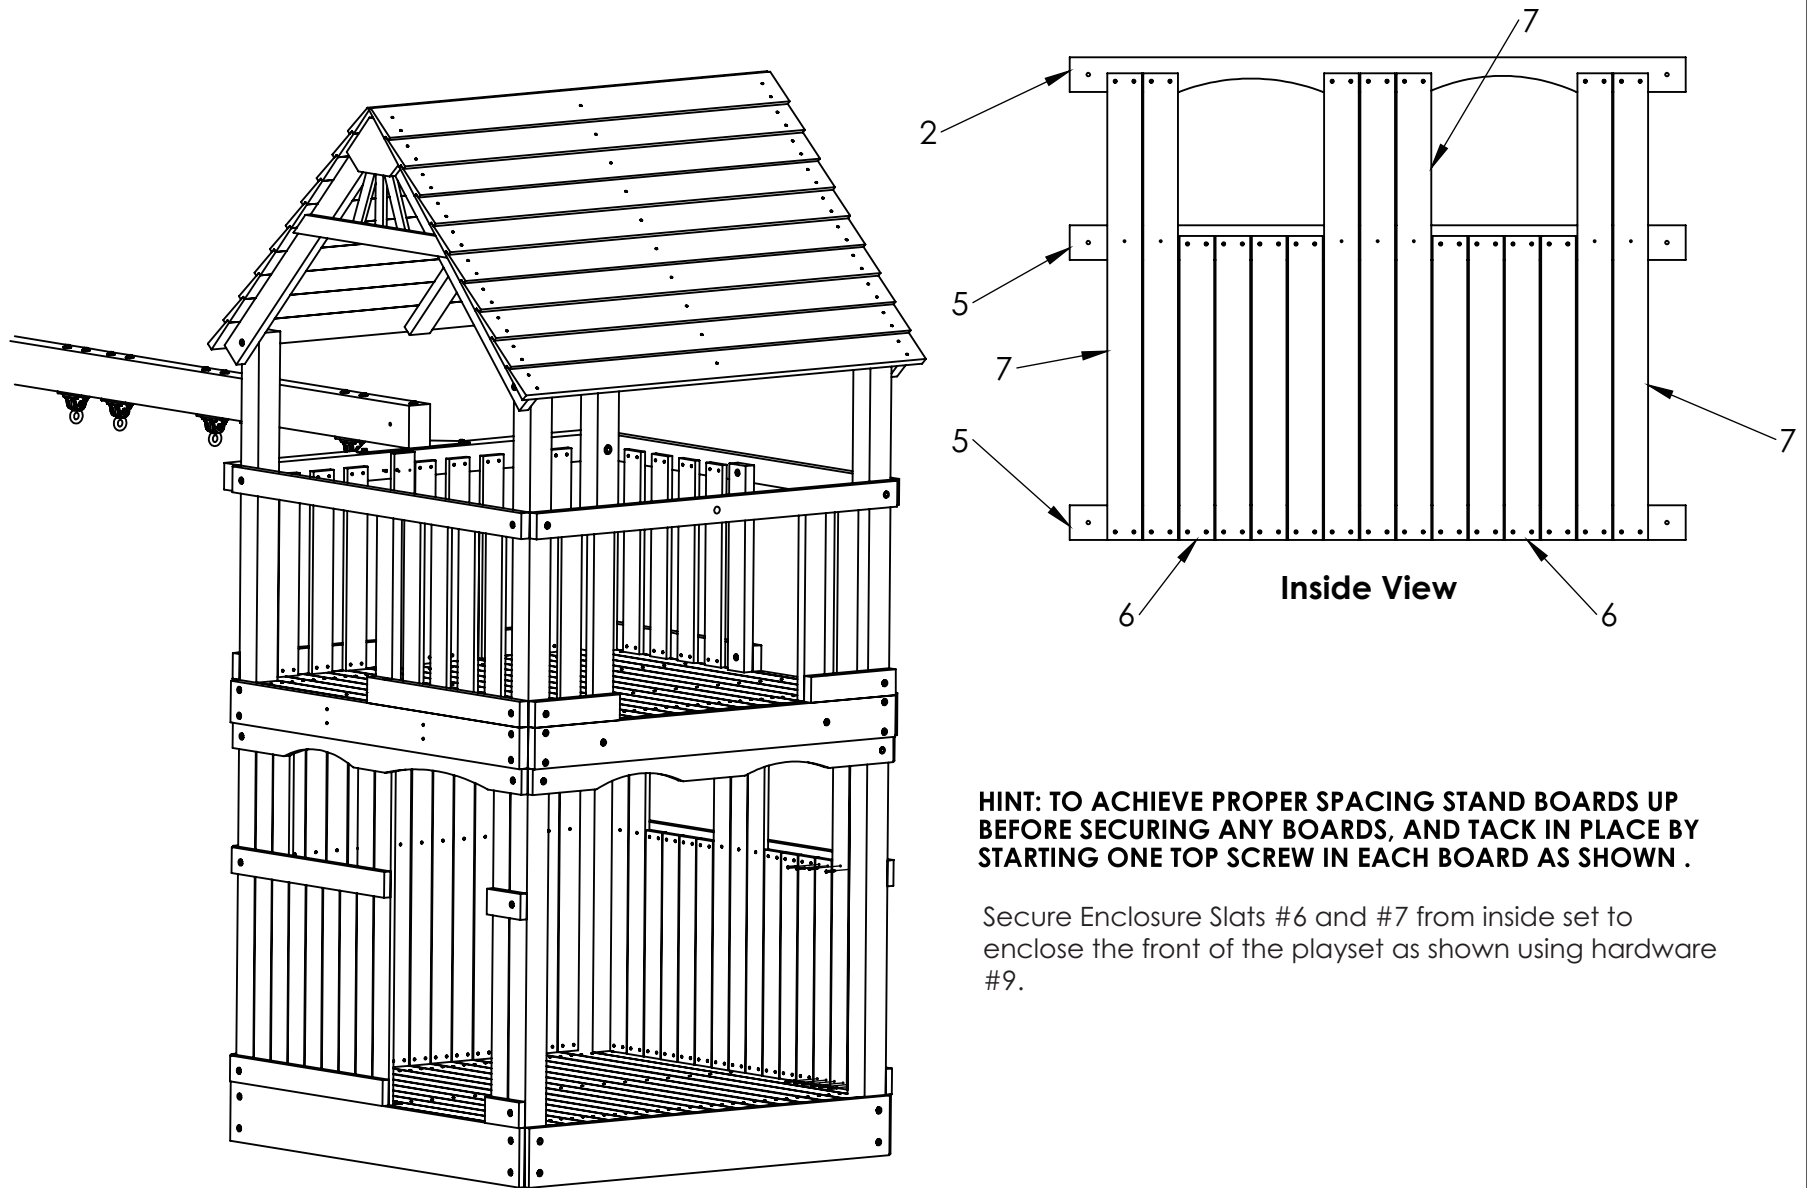 7
2
5
7
5
7
6
6
Inside View
HINT: TO ACHIEVE PROPER SPACING STAND BOARDS UP
BEFORE SECURING ANY BOARDS, AND TACK IN PLACE BY
STARTING ONE TOP SCREW IN EACH BOARD AS SHOWN .
Secure Enclosure Slats #6 and #7 from inside set to
enclose the front of the playset as shown using hardware
#9.